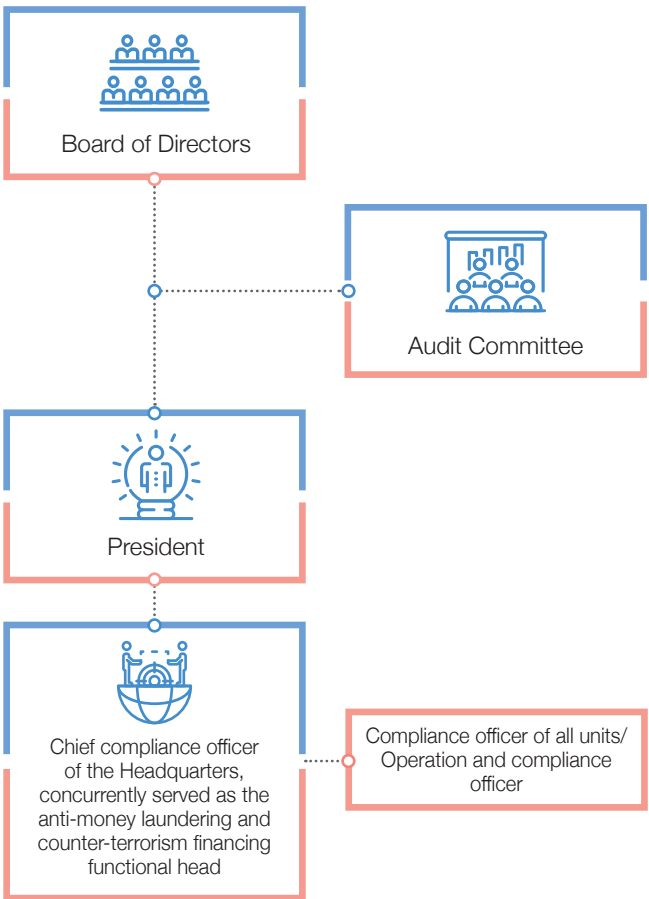 Board of Directors
Audit Committee
President
Chief compliance officer
of the Headquarters,
concurrently served as the
anti-money laundering and
counter-terrorism financing
functional head
Compliance officer of all units/
Operation and compliance
officer